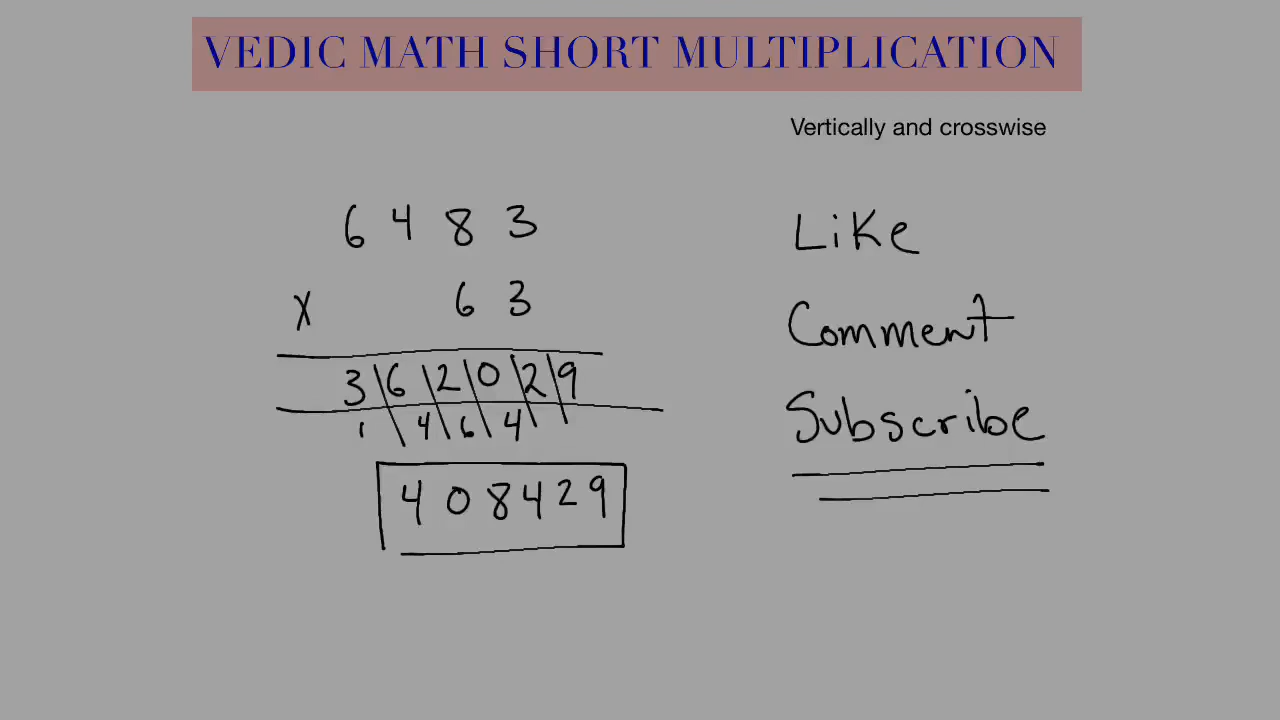 VEDIC MATH SHORT MULTIPLICATION
Vertically and crosswise
6 4 8 3
x 6 3
3/6/2/0/2/9
1 4 6 4
4 0 8 4 2 9
Like
Comment
Subscribe